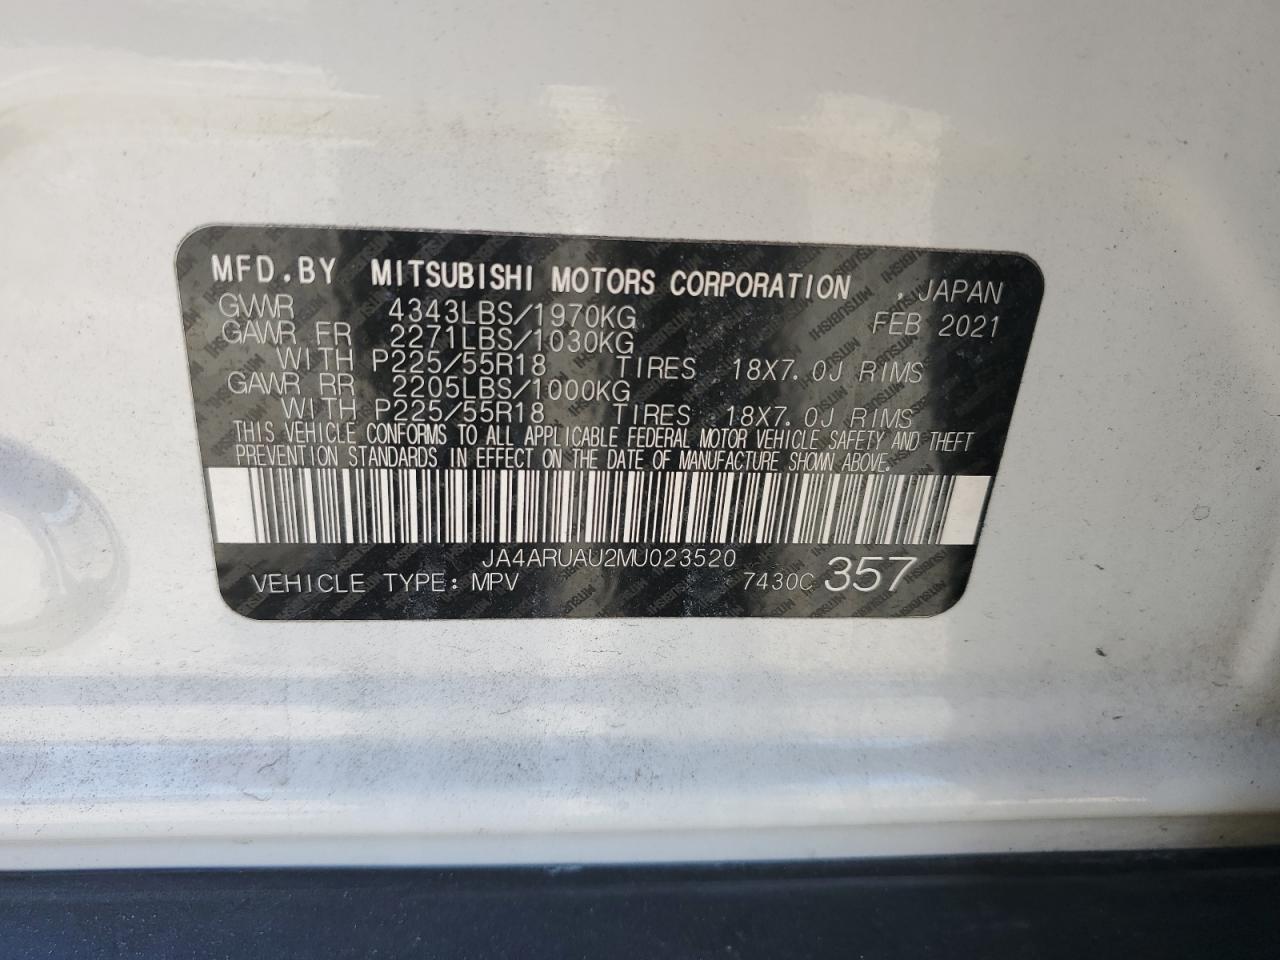 MFD.BY MITSUBISHI MOTORS CORPORATION , JAPAN
GVWR 4343LBS/1970KG FEB 2021
GAWR FR 2271LBS/1030KG
WITH P225/55R18 TIRES 18X7.0J RIMS
GAWR RR 2205LBS/1000KG
WITH P225/55R18 TIRES 18X7.0J RIMS
THIS VEHICLE CONFORMS TO ALL APPLICABLE FEDERAL MOTOR VEHICLE SAFETY AND THEFT
PREVENTION STANDARDS IN EFFECT ON THE DATE OF MANUFACTURE SHOWN ABOVE.
JA4ARUAU2MU023520
VEHICLE TYPE: MPV 7430C 357